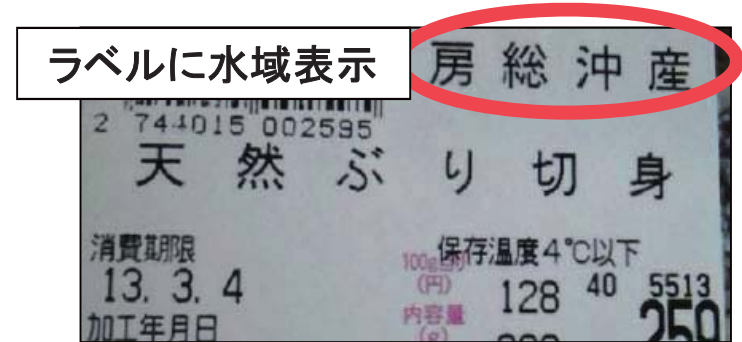 ラベルに水域表示
房総沖産
2 744015 002595
天然ぶり切身
消費期限
保存温度4℃以下
13. 3. 4
100g当り
(円)
128
40
5513
259
加工年月日
内容量
(g)